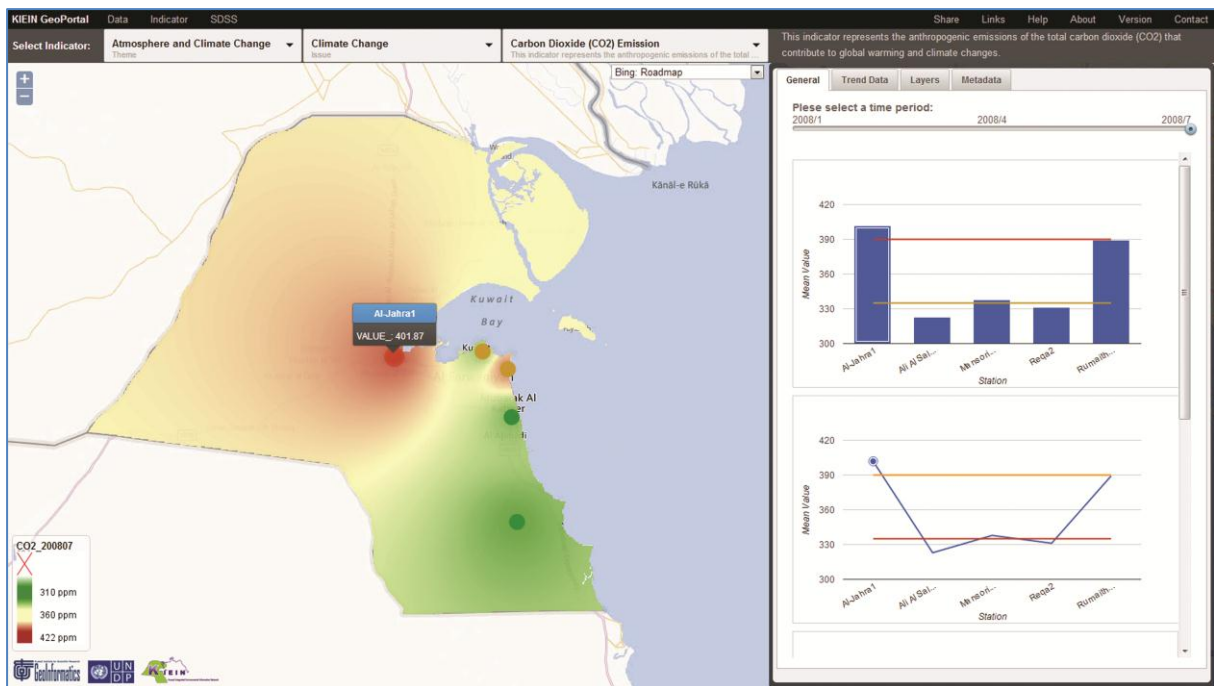 KIEIN GeoPortal Data Indicator SDSS Share Links Help About Version Contact
Select Indicator: Atmosphere and Climate Change Climate Change Carbon Dioxide (CO2) Emission
Theme Issue This indicator represents the anthropogenic emissions of the total ...
This indicator represents the anthropogenic emissions of the total carbon dioxide (CO2) that
contribute to global warming and climate changes.
Bing: Roadmap
General Trend Data Layers Metadata
Plese select a time period:
2008/1 2008/4 2008/7
Kānāl-e Rūkā
Kuwait
Bay
Al-Jahra1
VALUE_: 401.87
CO2_200807
310 ppm
360 ppm
422 ppm
GeoInformatics
UN
DP
Mean Value
420
390
360
330
300
Al-Jahra1 Ali Al Sal... Mansori... Reqa2 Rumaith...
Station
Mean Value
420
390
360
330
300
Al-Jahra1 Ali Al Sal... Mansori... Reqa2 Rumaith...
Station